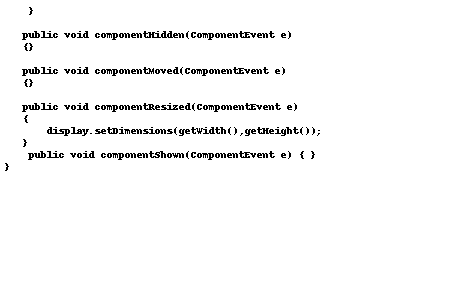 }
public void componentHidden(ComponentEvent e)
{}
public void componentMoved(ComponentEvent e)
{}
public void componentResized(ComponentEvent e)
{
display.setDimensions(getWidth(),getHeight());
}
public void componentShown(ComponentEvent e) { }
}